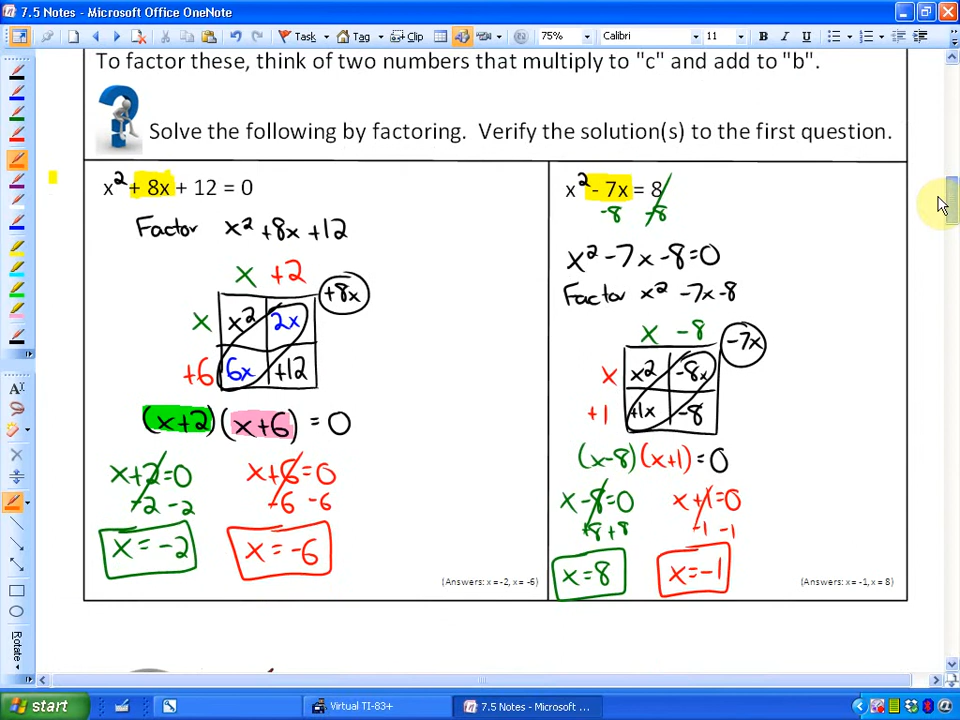 7.5 Notes - Microsoft Office OneNote
Task Tag Clip 75% Calibri 11 B I U
To factor these, think of two numbers that multiply to "c" and add to "b".
Solve the following by factoring. Verify the solution(s) to the first question.
x² + 8x + 12 = 0
Factor x² +8x +12
x +2
+8x
x x² 2x
+6 6x +12
(x+2)(x+6) = 0
x+2=0 x+6=0
-2 -2 -6 -6
x = -2 x = -6
(Answers: x = -2, x = -6)
x² - 7x = 8
-8 -8
x² -7x -8=0
Factor x² -7x -8
x -8
-7x
x x² -8x
+1 +1x -8
(x-8)(x+1)=0
x-8=0 x+1=0
+8 +8 -1 -1
x=8 x=-1
(Answers: x = -1, x = 8)
Rotate
start Virtual TI-83+ 7.5 Notes - Microsoft ...